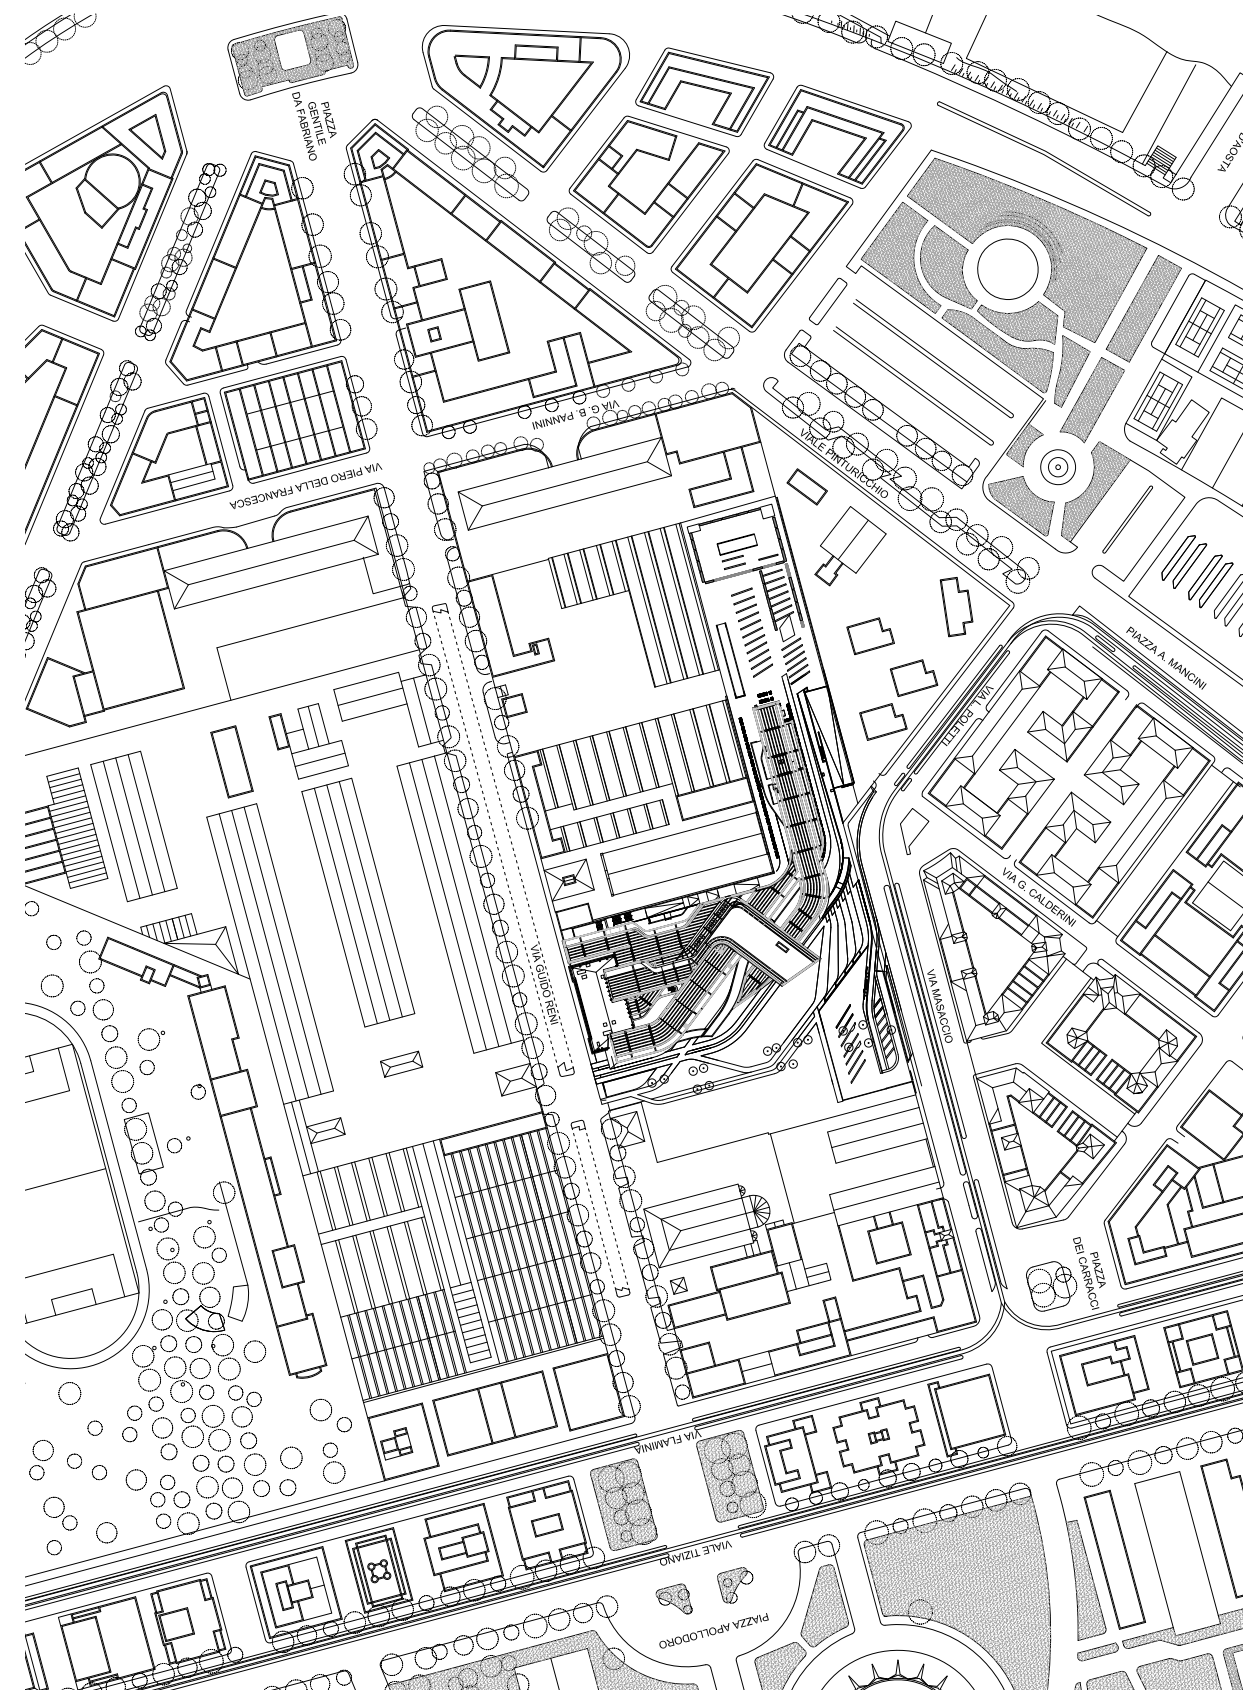 PIAZZA
GENTILE
DA FABRIANO
AOSTA
VIA G. B. PANNINI
VIALE PINTURICCHIO
VIA PIERO DELLA FRANCESCA
PIAZZA A. MANCINI
VIA L. POLETTI
VIA G. CALDERINI
VIA GUIDO RENI
VIA MASACCIO
PIAZZA
DEI CARRACCI
VIA FLAMINIA
VIALE TIZIANO
PIAZZA APOLLODORO